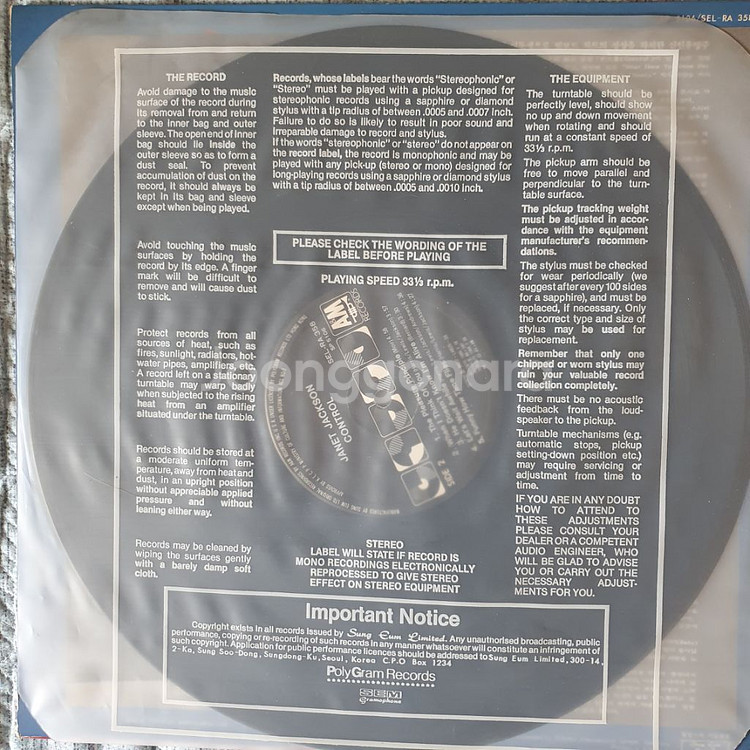 THE RECORD
Avoid damage to the music
surface of the record during
its removal from and return
to the inner bag and outer
sleeve. The open end of inner
bag should lie inside the
outer sleeve so as to form a
dust seal. To prevent
accumulation of dust on the
record, it should always be
kept in its bag and sleeve
except when being played.
Avoid touching the music
surfaces by holding the
record by its edge. A finger
mark will be difficult to
remove and will cause dust
to stick.
Protect records from all
sources of heat, such as
fires, sunlight, radiators, hot-
water pipes, amplifiers, etc.
A record left on a stationary
turntable may warp badly
when subjected to the rising
heat from an amplifier
situated under the turntable.
Records should be stored at
a moderate uniform tem-
perature, away from heat and
dust, in an upright position
without appreciable applied
pressure and without
leaning either way.
Records may be cleaned by
wiping the surfaces gently
with a barely damp soft
cloth.
Records, whose labels bear the words "Stereophonic" or
"Stereo" must be played with a pickup designed for
stereophonic records using a sapphire or diamond
stylus with a tip radius of between .0005 and .0007 inch.
Failure to do so is likely to result in poor sound and
irreparable damage to record and stylus.
If the words "stereophonic" or "stereo" do not appear on
the record label, the record is monophonic and may be
played with any pick-up (stereo or mono) designed for
long-playing records using a sapphire or diamond stylus
with a tip radius of between .0005 and .0010 inch.
PLEASE CHECK THE WORDING OF THE
LABEL BEFORE PLAYING
PLAYING SPEED 33⅓ r.p.m.
A&M
RECORDS
SEL-RA 358
JANET JACKSON
CONTROL
SIDE 2
STEREO
LABEL WILL STATE IF RECORD IS
MONO RECORDINGS ELECTRONICALLY
REPROCESSED TO GIVE STEREO
EFFECT ON STEREO EQUIPMENT
THE EQUIPMENT
The turntable should be
perfectly level, should show
no up and down movement
when rotating and should
run at a constant speed of
33⅓ r.p.m.
The pickup arm should be
free to move parallel and
perpendicular to the turn-
table surface.
The pickup tracking weight
must be adjusted in accor-
dance with the equipment
manufacturer's recommen-
dations.
The stylus must be checked
for wear periodically (we
suggest after every 100 sides
for a sapphire), and must be
replaced, if necessary. Only
the correct type and size of
stylus may be used for
replacement.
Remember that only one
chipped or worn stylus may
ruin your valuable record
collection completely.
There must be no acoustic
feedback from the loud-
speaker to the pickup.
Turntable mechanisms (e.g.
automatic stops, pickup
setting-down position etc.)
may require servicing or
adjustment from time to
time.
IF YOU ARE IN ANY DOUBT
HOW TO ATTEND TO
THESE ADJUSTMENTS
PLEASE CONSULT YOUR
DEALER OR A COMPETENT
AUDIO ENGINEER, WHO
WILL BE GLAD TO ADVISE
YOU OR CARRY OUT THE
NECESSARY ADJUST-
MENTS FOR YOU.
Important Notice
Copyright exists in all records issued by Sung Eum Limited. Any unauthorised broadcasting, public
performance, copying or re-recording of such records in any manner whatsoever will constitute an infringement of
such copyright. Application for public performance licences should be addressed to Sung Eum Limited, 300-14,
2-Ka, Sung Soo-Dong, Sungdong-Ku, Seoul, Korea C.P.O Box 1234
PolyGram Records
SEUM
gramophone
/SEL-RA 358